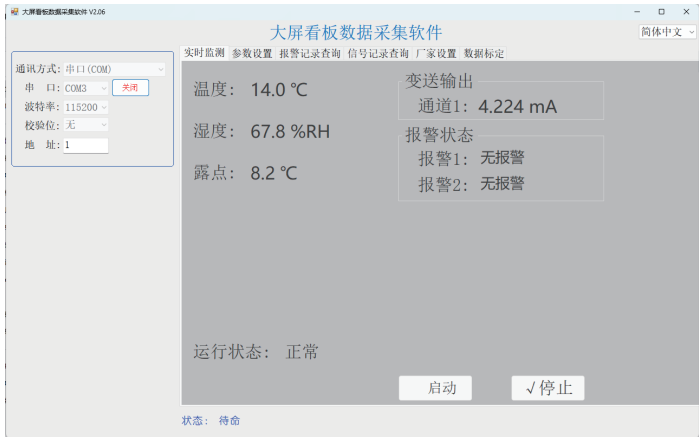 大屏看板数据采集软件 V2.06
大屏看板数据采集软件
简体中文
实时监测 参数设置 报警记录查询 信号记录查询 厂家设置 数据标定
通讯方式: 串口(COM)
串 口: COM3 关闭
波特率: 115200
校验位: 无
地 址: 1
温度: 14.0 ℃
湿度: 67.8 %RH
露点: 8.2 ℃
变送输出
通道1: 4.224 mA
报警状态
报警1: 无报警
报警2: 无报警
运行状态: 正常
启动
√停止
状态: 待命